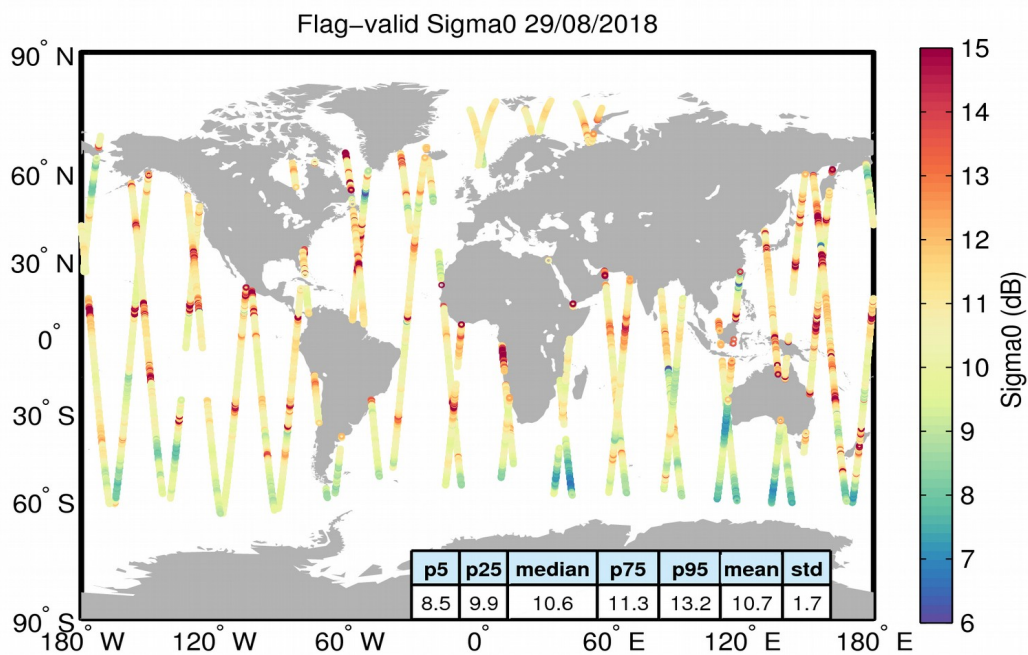 Flag−valid Sigma0 29/08/2018
90° N
60° N
30° N
0°
30° S
60° S
90° S
180° W
120° W
60° W
0°
60° E
120° E
180° E
p5 p25 median p75 p95 mean std
8.5 9.9 10.6 11.3 13.2 10.7 1.7
15
14
13
12
11
10
9
8
7
6
Sigma0 (dB)